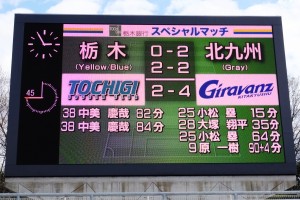 栃木銀行 スペシャルマッチ
栃木 0-2 北九州
(Yellow/Blue) 2-2 (Gray)
TOCHIGI 2-4 Giravanz
KITAKYUSHU
45
38 中美 慶哉 82分 25 小松 塁 15分
38 中美 慶哉 84分 28 大塚 翔平 35分
25 小松 塁 64分
9 原 一樹 90+4分